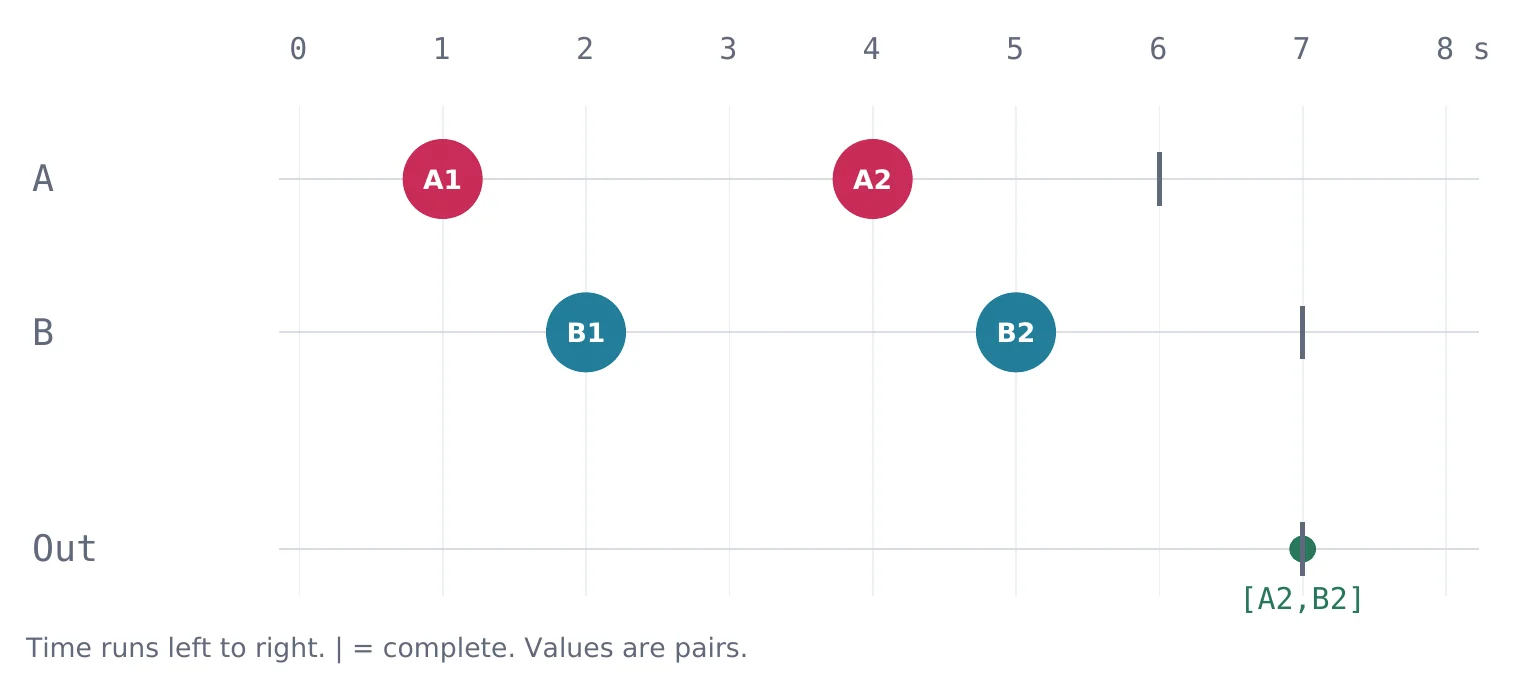 0 1 2 3 4 5 6 7 8 s
A A1 A2
B B1 B2
Out
[A2,B2]
Time runs left to right. | = complete. Values are pairs.